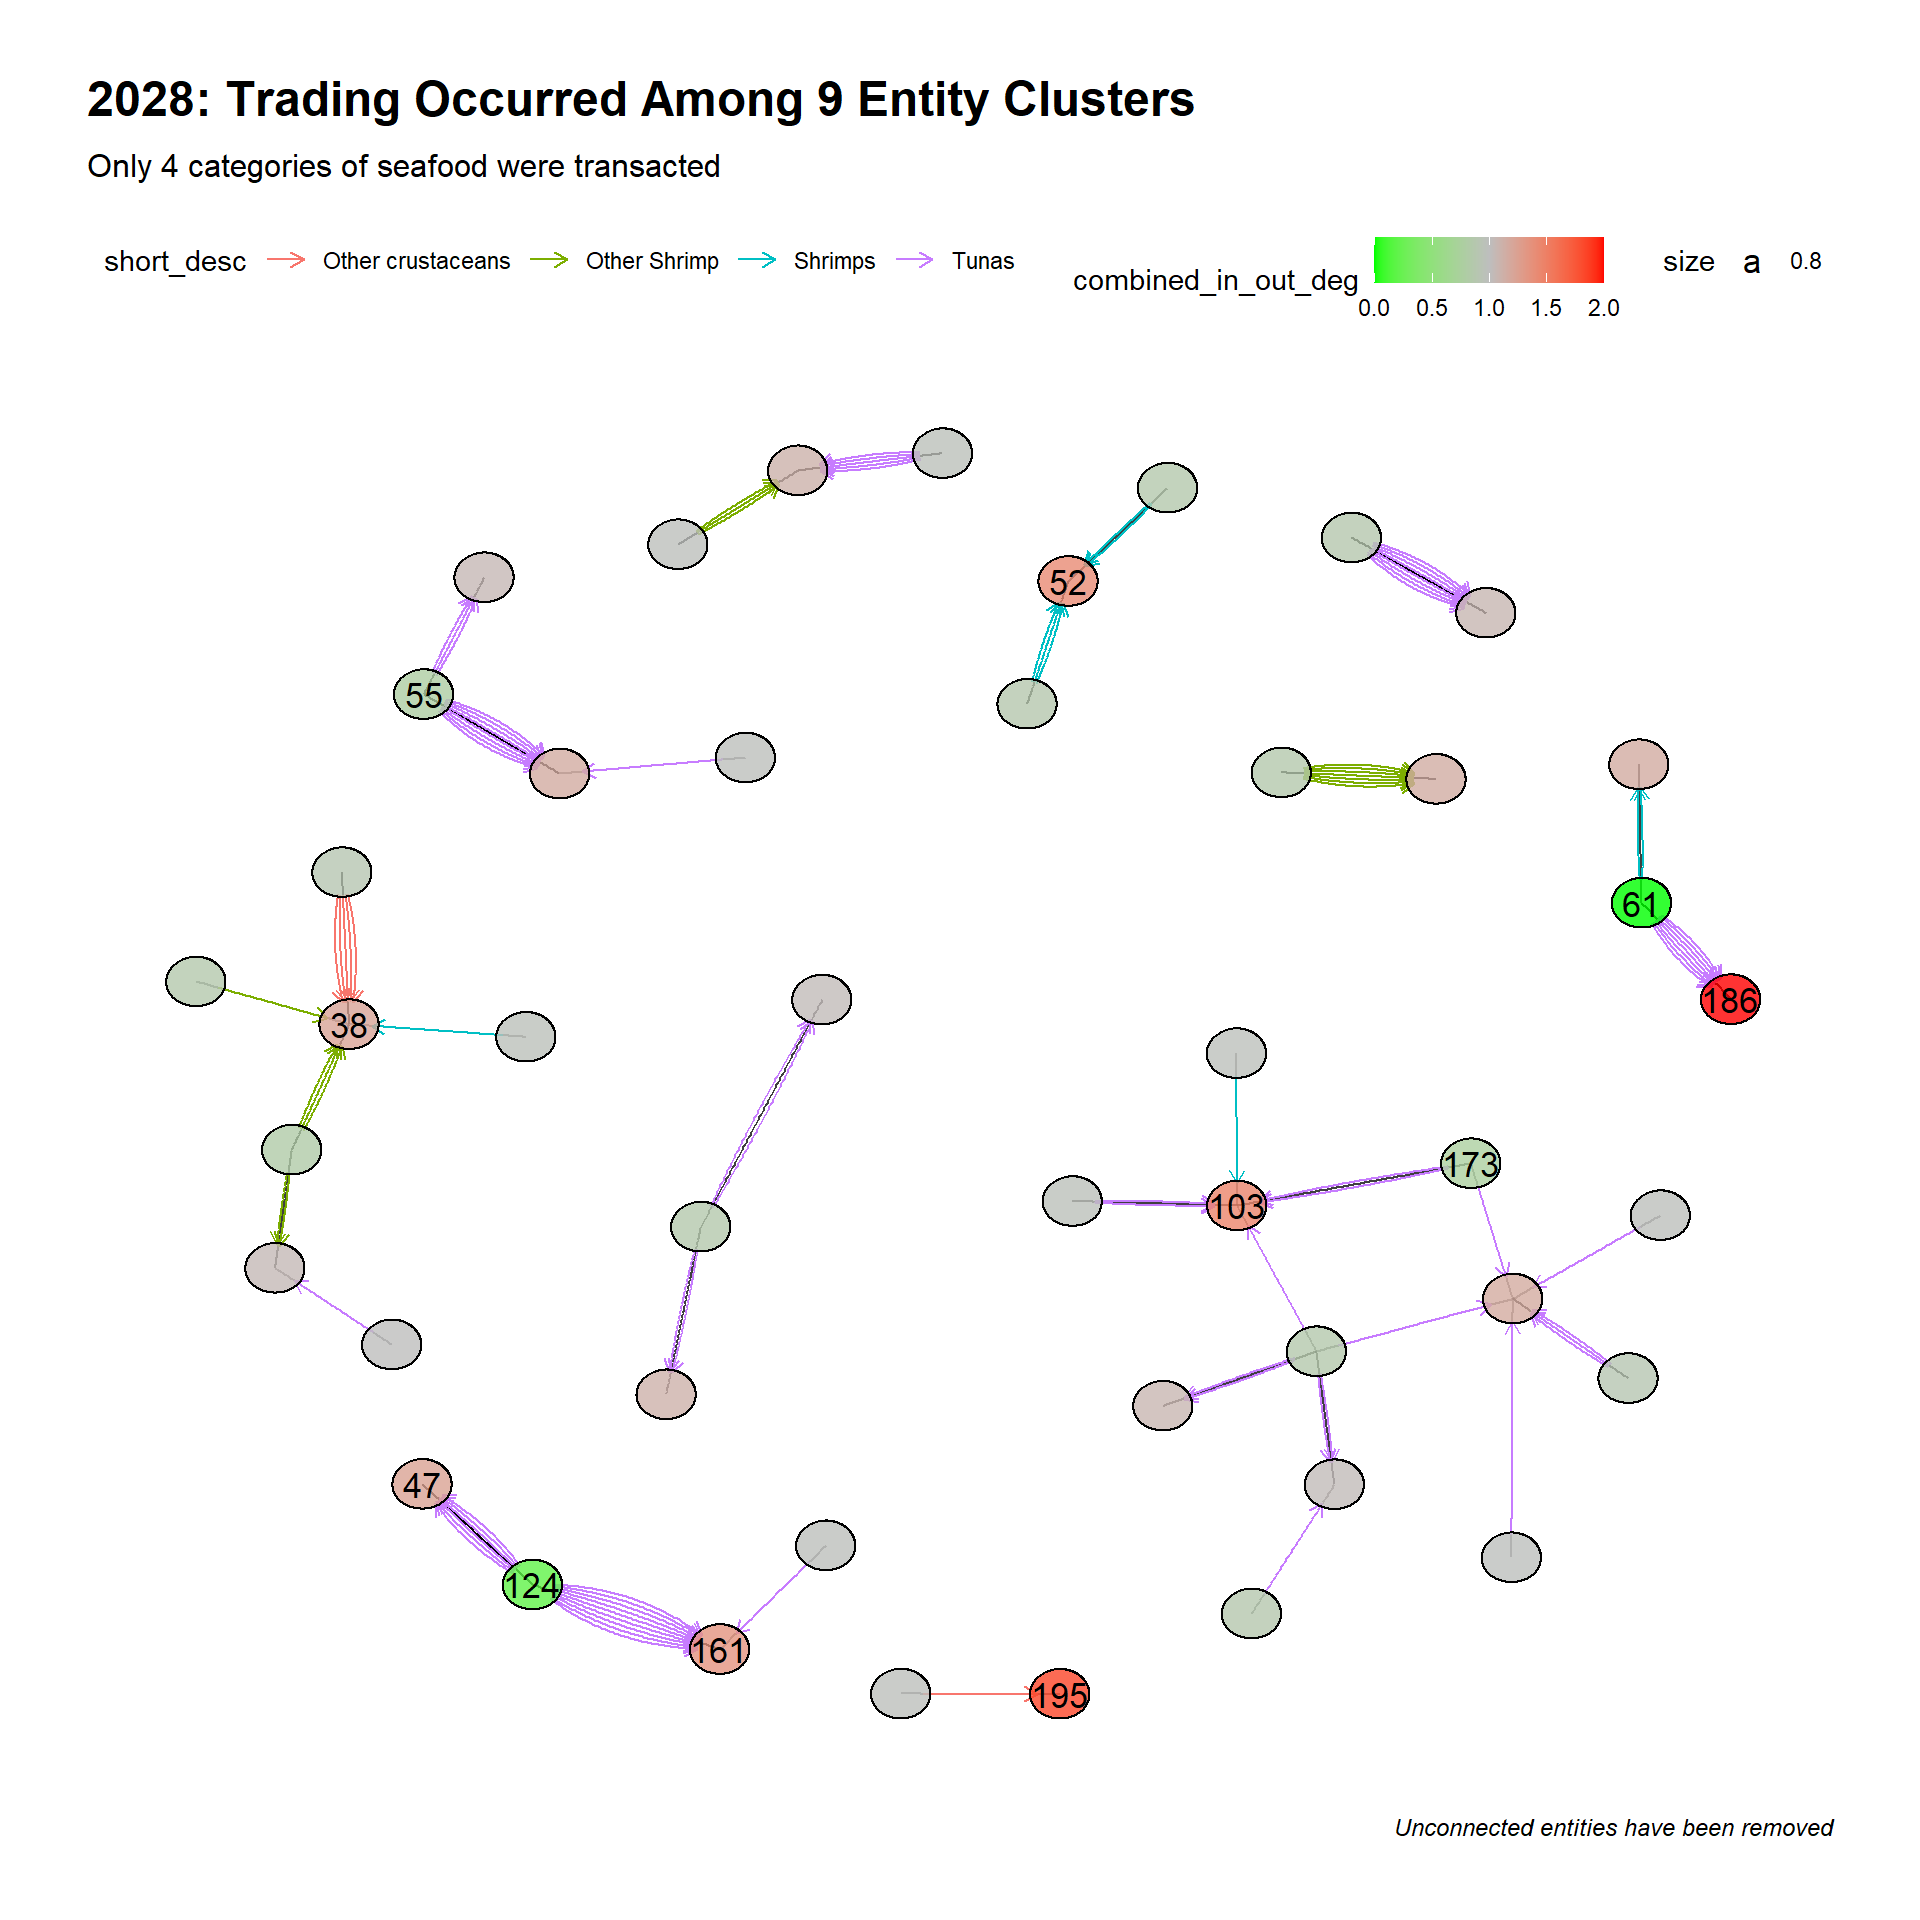 2028: Trading Occurred Among 9 Entity Clusters
Only 4 categories of seafood were transacted
short_desc Other crustaceans Other Shrimp Shrimps Tunas combined_in_out_deg size a 0.8
0.0 0.5 1.0 1.5 2.0
52
55
61
186
38
173
103
47
124
161
195
Unconnected entities have been removed